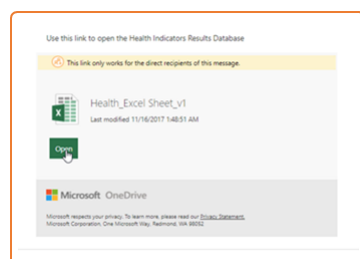 Use this link to open the Health Indicators Results Database
This link only works for the direct recipients of this message.
Health_Excel Sheet_v1
Last modified 11/16/2017 1:48:51 AM
Open
Microsoft OneDrive
Microsoft respects your privacy. To learn more, please read our Privacy Statement.
Microsoft Corporation, One Microsoft Way, Redmond, WA 98052